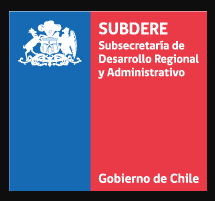 SUBDERE
Subsecretaría de
Desarrollo Regional
y Administrativo
Gobierno de Chile